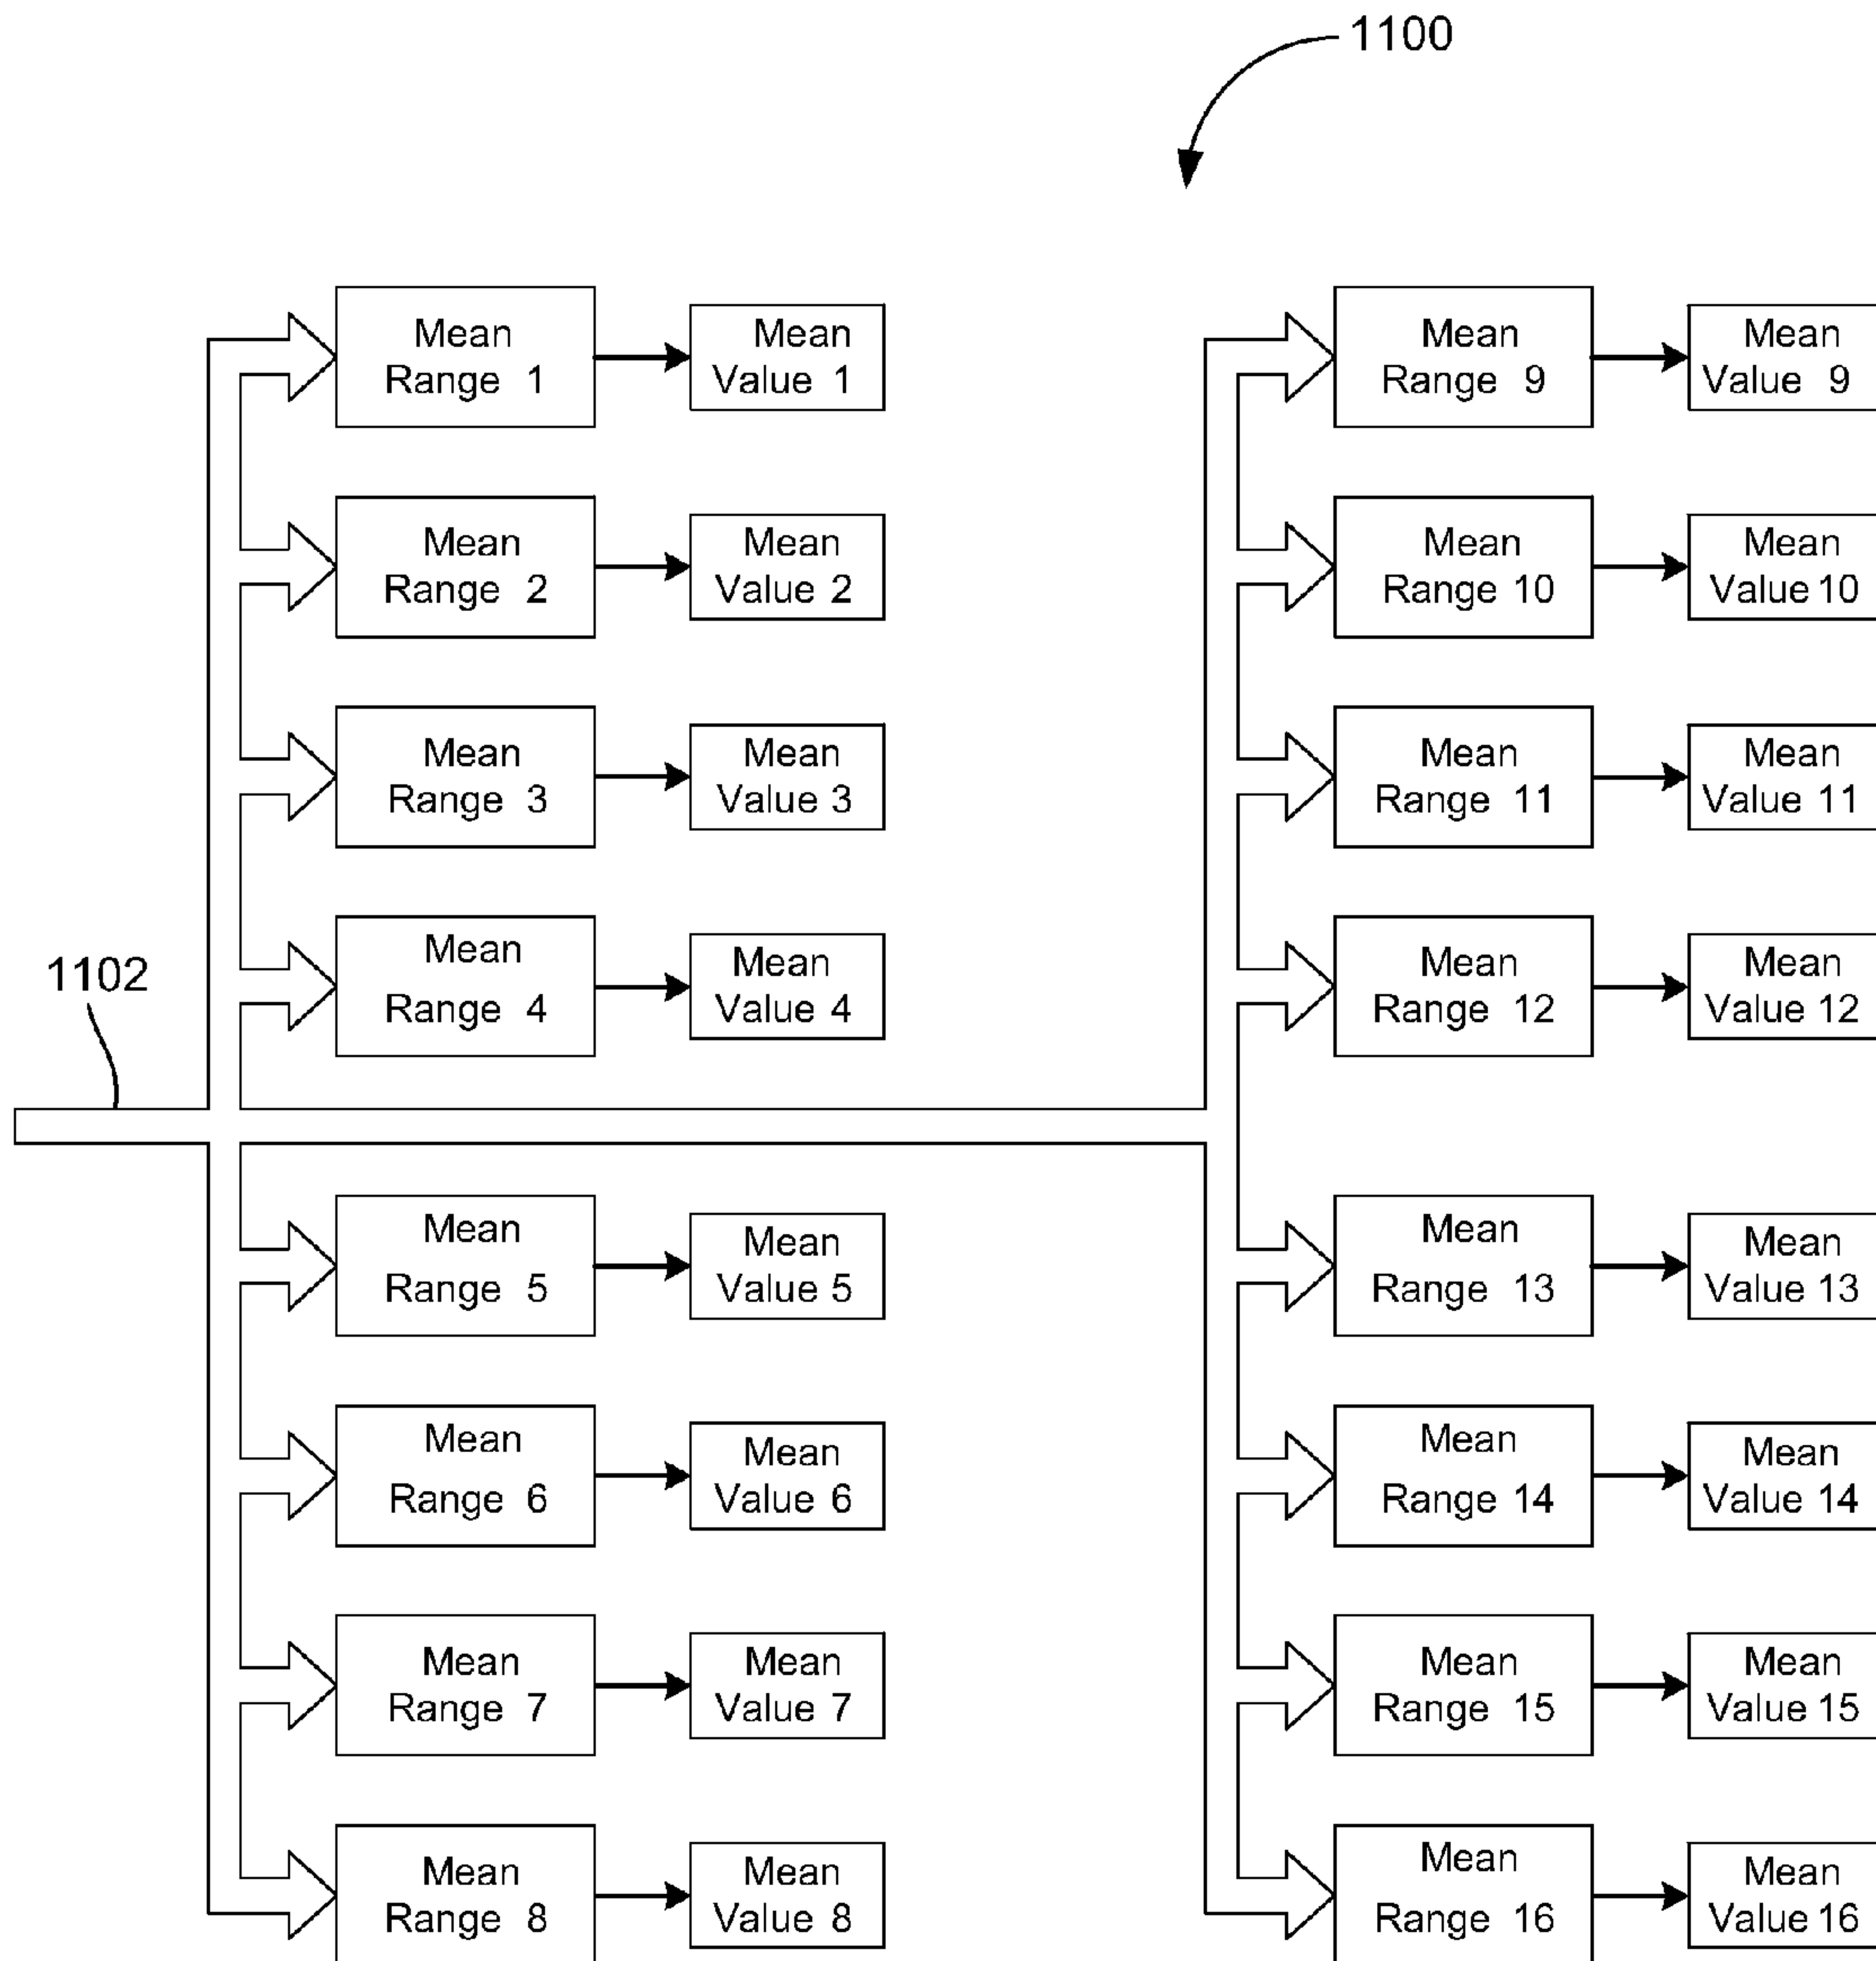 1100
Mean
Range 1
Mean
Value 1
Mean
Range 2
Mean
Value 2
Mean
Range 3
Mean
Value 3
Mean
Range 4
Mean
Value 4
1102
Mean
Range 5
Mean
Value 5
Mean
Range 6
Mean
Value 6
Mean
Range 7
Mean
Value 7
Mean
Range 8
Mean
Value 8
Mean
Range 9
Mean
Value 9
Mean
Range 10
Mean
Value 10
Mean
Range 11
Mean
Value 11
Mean
Range 12
Mean
Value 12
Mean
Range 13
Mean
Value 13
Mean
Range 14
Mean
Value 14
Mean
Range 15
Mean
Value 15
Mean
Range 16
Mean
Value 16